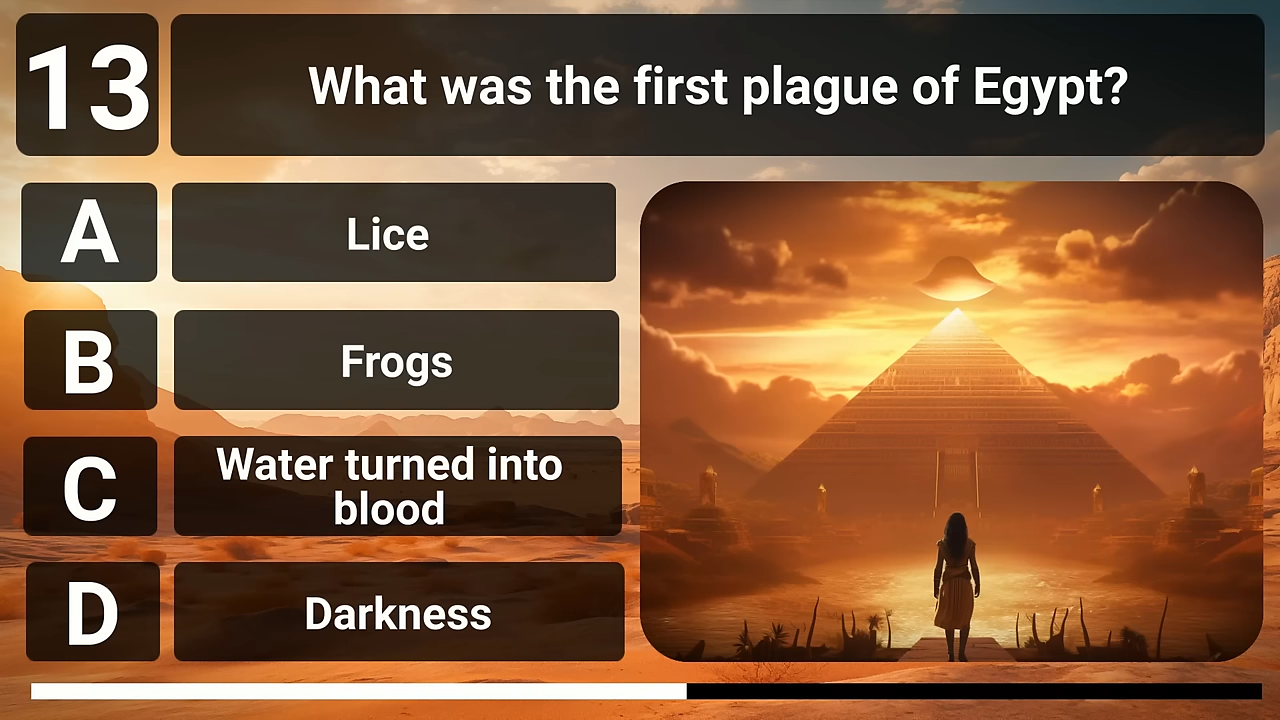 13
What was the first plague of Egypt?
A
Lice
B
Frogs
C
Water turned into
blood
D
Darkness